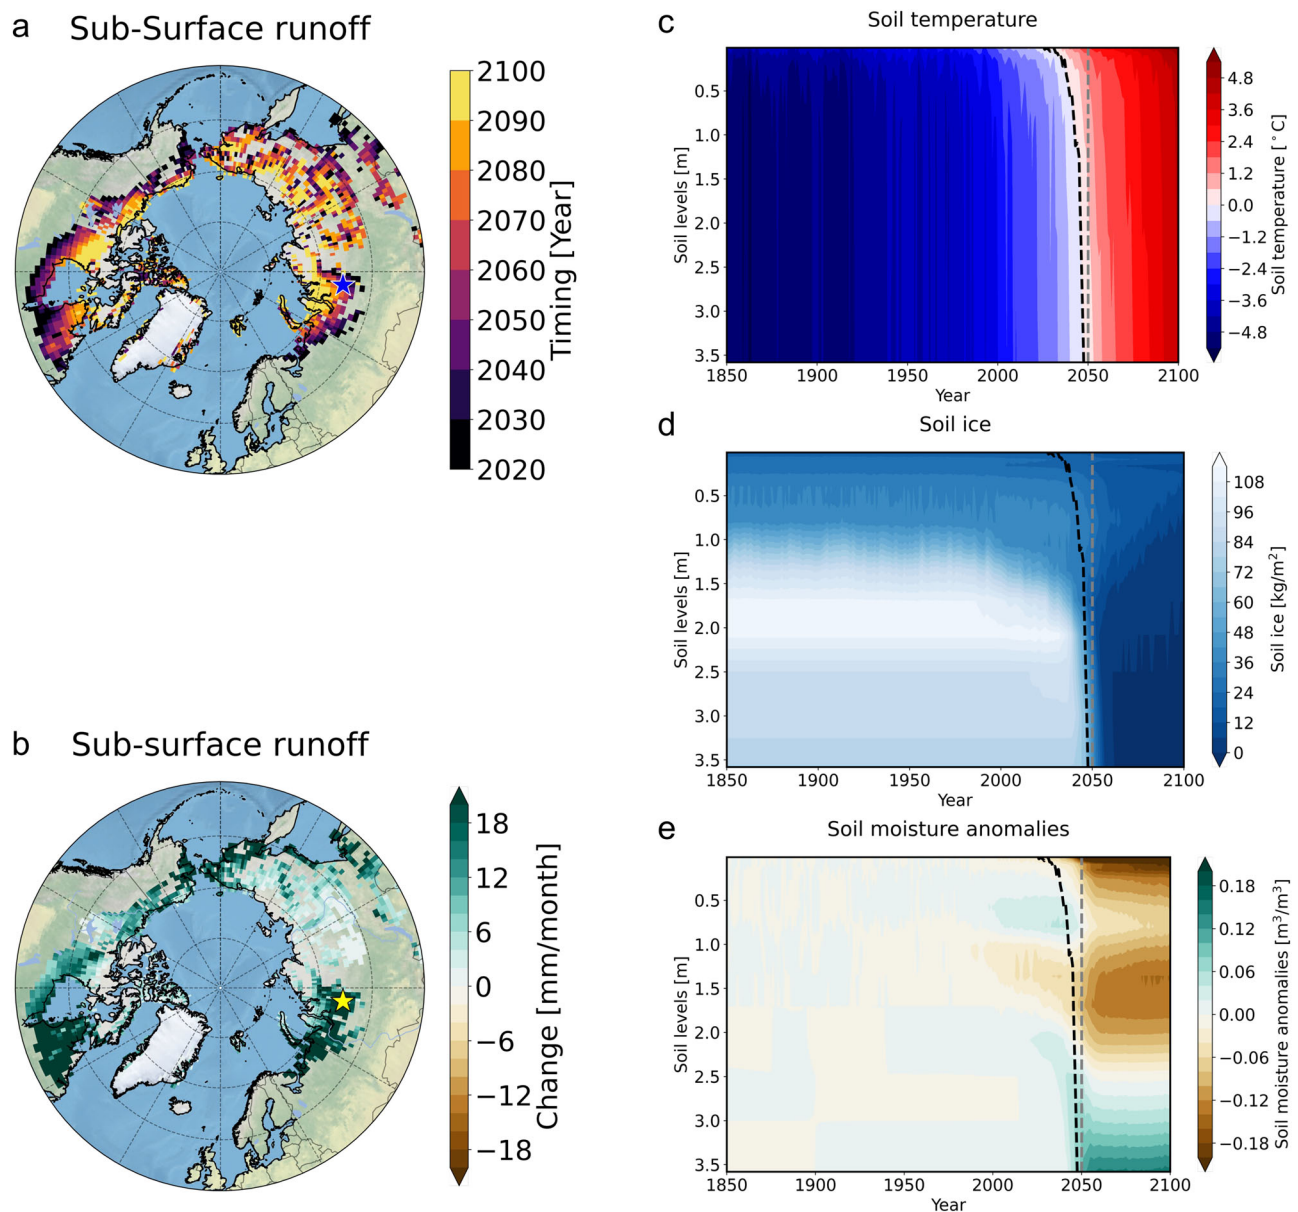 a
Sub-Surface runoff
2100
2090
2080
2070
2060
2050
2040
2030
2020
Timing [Year]
b
Sub-surface runoff
18
12
6
0
−6
−12
−18
Change [mm/month]
c
Soil temperature
0.5
1.0
1.5
2.0
2.5
3.0
3.5
Soil levels [m]
1850 1900 1950 2000 2050 2100
Year
4.8
3.6
2.4
1.2
0.0
−1.2
−2.4
−3.6
−4.8
Soil temperature [°C]
d
Soil ice
0.5
1.0
1.5
2.0
2.5
3.0
3.5
Soil levels [m]
1850 1900 1950 2000 2050 2100
Year
108
96
84
72
60
48
36
24
12
0
Soil ice [kg/m²]
e
Soil moisture anomalies
0.5
1.0
1.5
2.0
2.5
3.0
3.5
Soil levels [m]
1850 1900 1950 2000 2050 2100
Year
0.18
0.12
0.06
0.00
−0.06
−0.12
−0.18
Soil moisture anomalies [m³/m³]